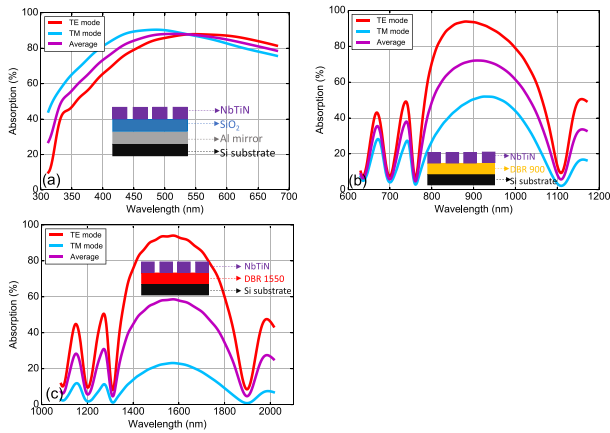 TE mode
TM mode
Average
Absorption (%)
100
80
60
40
20
0
NbTiN
SiO2
Al mirror
Si substrate
(a)
300 350 400 450 500 550 600 650 700
Wavelength (nm)
TE mode
TM mode
Average
Absorption (%)
100
80
60
40
20
0
NbTiN
DBR 900
Si substrate
(b)
600 700 800 900 1000 1100 1200
Wavelength (nm)
TE mode
TM mode
Average
Absorption (%)
100
80
60
40
20
0
NbTiN
DBR 1550
Si substrate
(c)
1000 1200 1400 1600 1800 2000
Wavelength (nm)